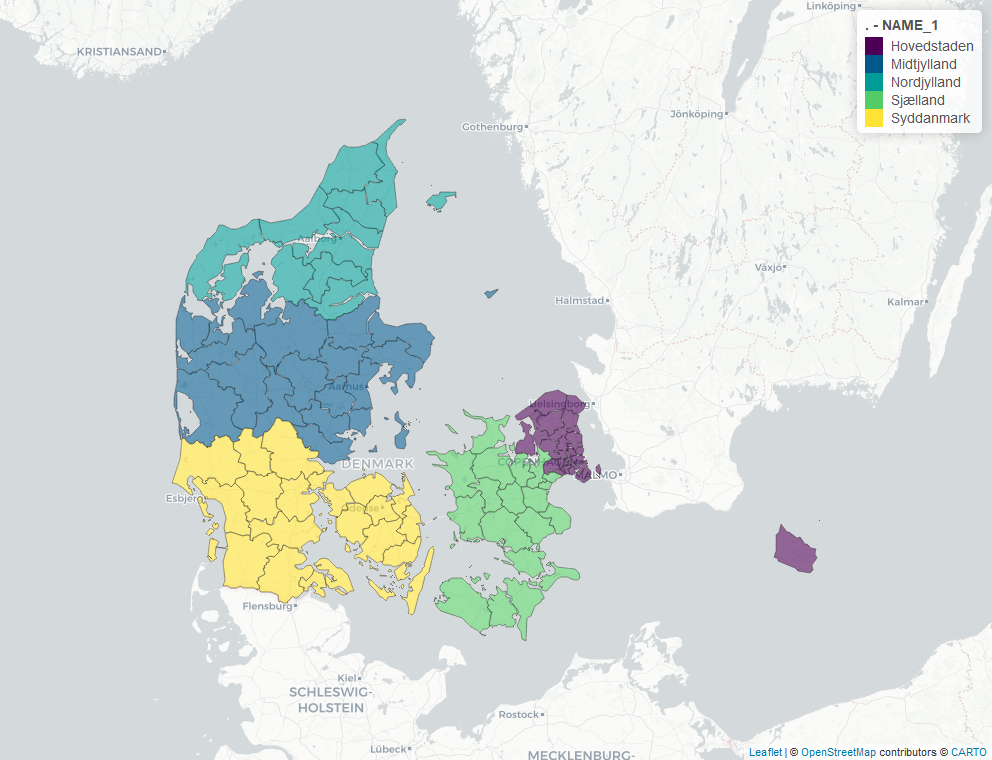 Linköping
. - NAME_1
Hovedstaden
Midtjylland
Nordjylland
Sjælland
Syddanmark
KRISTIANSAND
Jönköping
Gothenburg
Aalborg
Växjö
Halmstad
Kalmar
Aarhus
Helsingborg
DENMARK
COPENHAGEN
MALMÖ
Esbjerg
Odense
Flensburg
Kiel
SCHLESWIG-
HOLSTEIN
Rostock
Lübeck
MECKLENBURG-
Leaflet | © OpenStreetMap contributors © CARTO